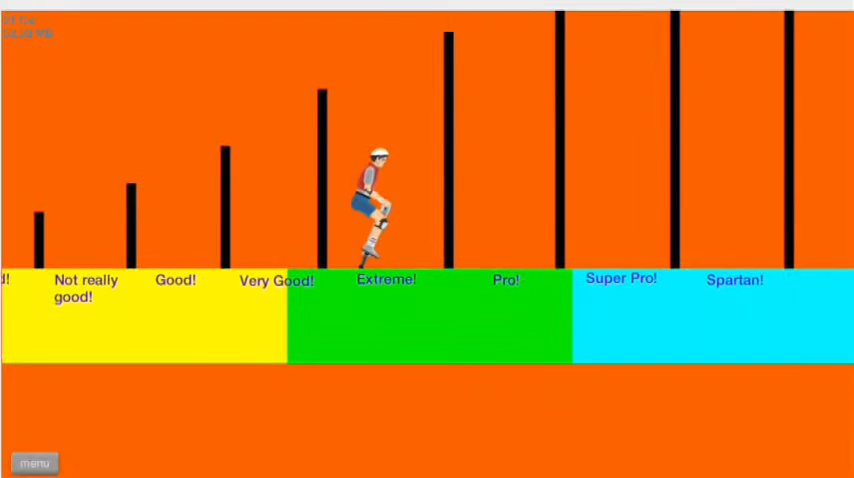 d!
Not really
good!
Good!
Very Good!
Extreme!
Pro!
Super Pro!
Spartan!
menu